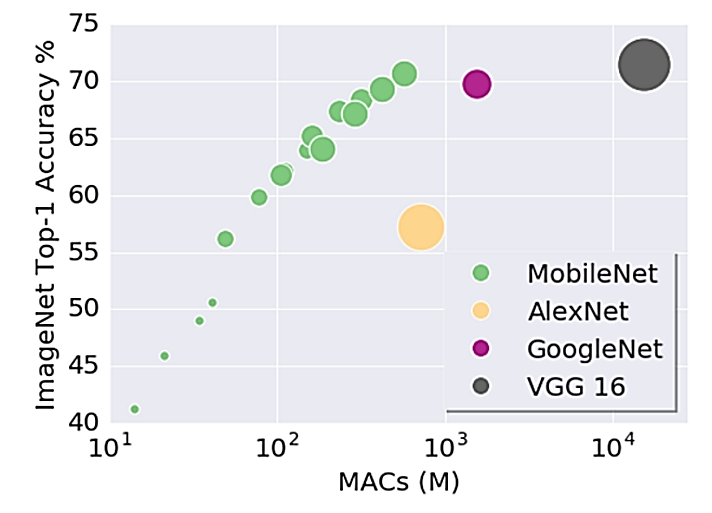 ImageNet Top-1 Accuracy %
75
70
65
60
55
50
45
40
10¹
10²
10³
10⁴
MACs (M)
MobileNet
AlexNet
GoogleNet
VGG 16